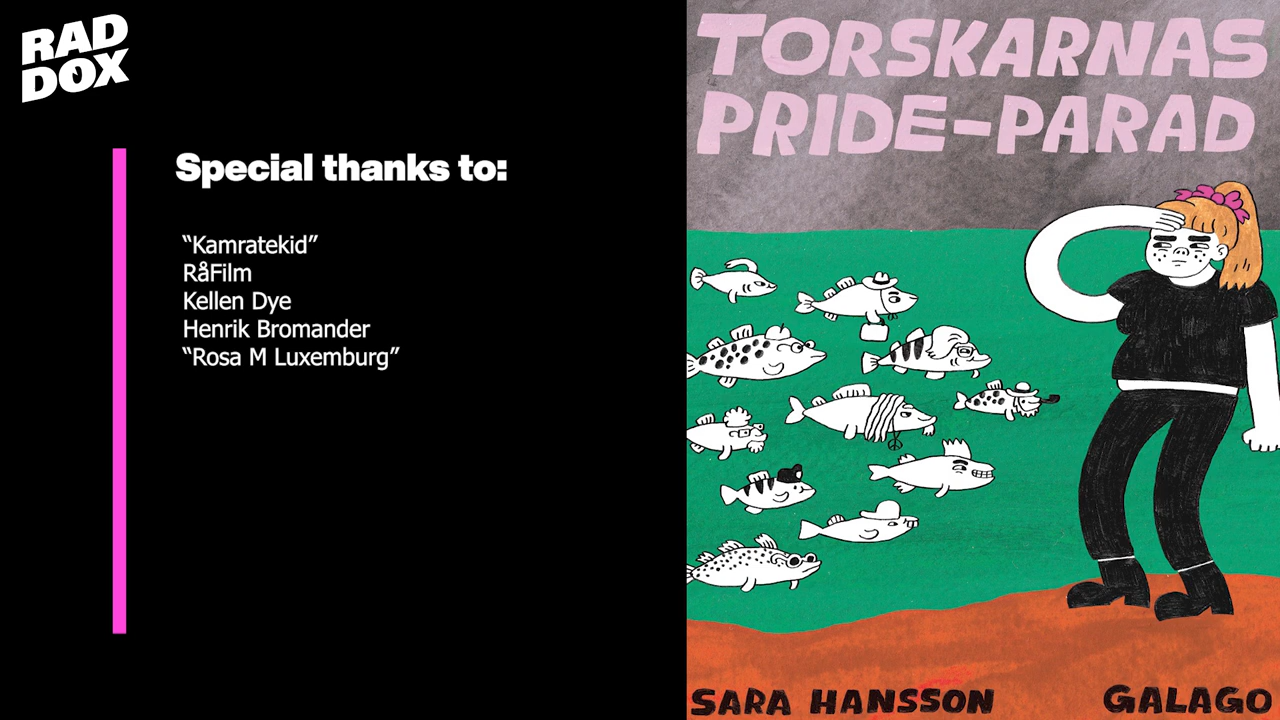 RAD
DOX
Special thanks to:
“Kamratekid”
RåFilm
Kellen Dye
Henrik Bromander
“Rosa M Luxemburg”
TORSKARNAS
PRIDE-PARAD
SARA HANSSON
GALAGO